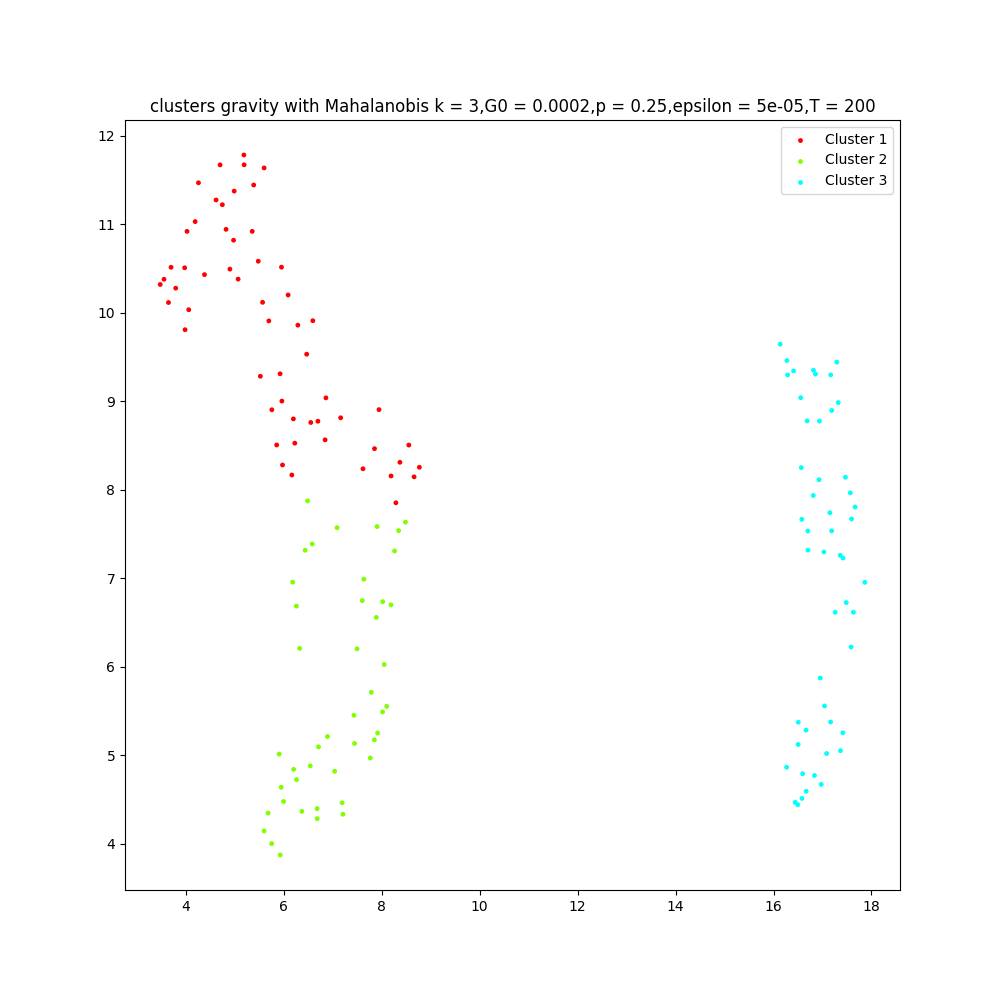 clusters gravity with Mahalanobis k = 3,G0 = 0.0002,p = 0.25,epsilon = 5e-05,T = 200
Cluster 1
Cluster 2
Cluster 3
12
11
10
9
8
7
6
5
4
4 6 8 10 12 14 16 18